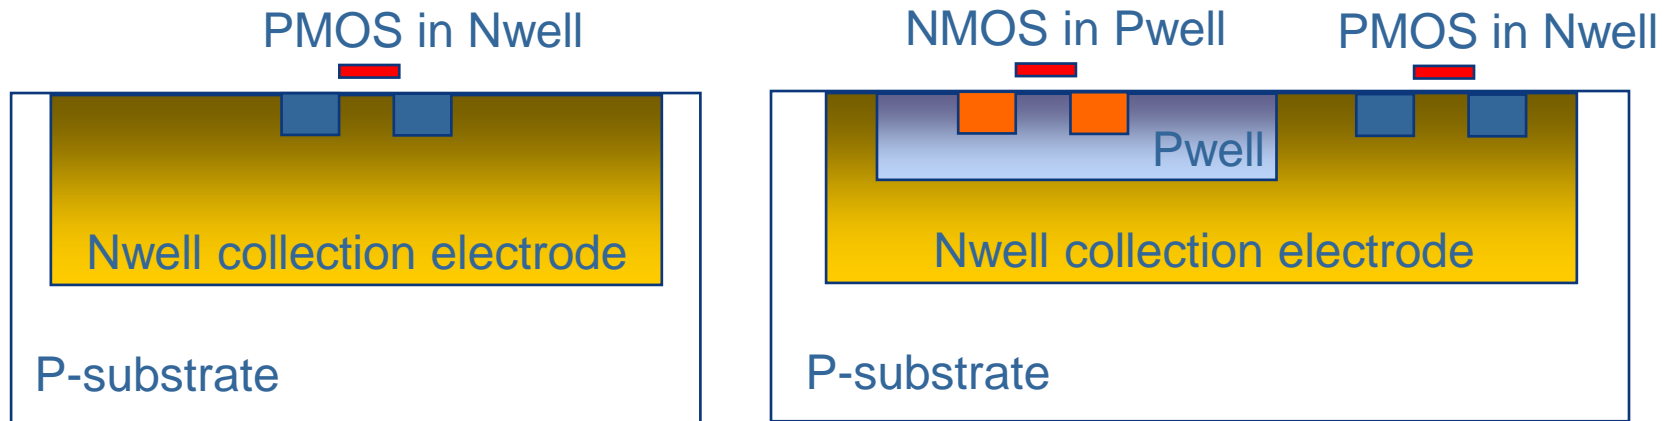 PMOS in Nwell
Nwell collection electrode
P-substrate
NMOS in Pwell
PMOS in Nwell
Pwell
Nwell collection electrode
P-substrate